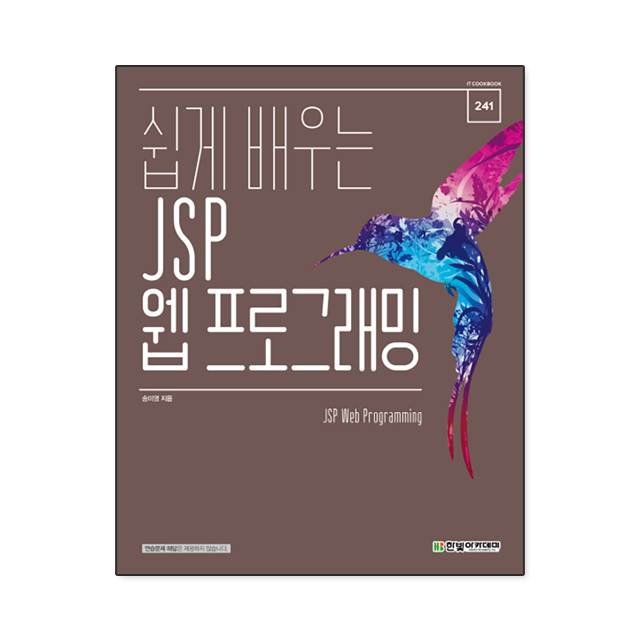 IT COOKBOOK
241
쉽게 배우는
JSP
웹 프로그래밍
송미영 지음
JSP Web Programming
연습문제 해답은 제공하지 않습니다.
HB 한빛아카데미